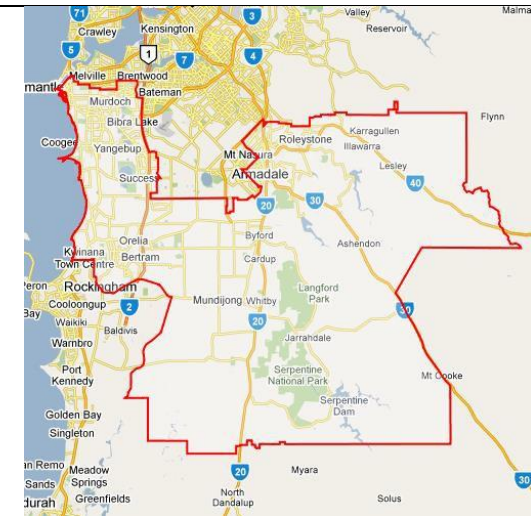 71
Crawley
Kensington
3
Valley
Malma
Reservoir
5
1
7
4
Melville
Brentwood
mantle
Bateman
Murdoch
Flynn
Bibra Lake
Karragullen
Coogee
Roleystone
Illawarra
Yangebup
Mt Nasura
Lesley
Success
Armadale
40
20
30
Orelia
Byford
Ashendon
Kwinana
Town Centre
Bertram
Cardup
Rockingham
Langford
Park
eron
Bay
Cooloongup
2
Mundijong
Whitby
30
Waikiki
Baldivis
20
Jarrahdale
Warnbro
Serpentine
National Park
Mt Cooke
Port
Kennedy
Serpentine
Dam
Golden Bay
Singleton
an Remo
Meadow
Springs
20
Myara
Sands
30
Greenfields
North
Dandalup
Solus
durah